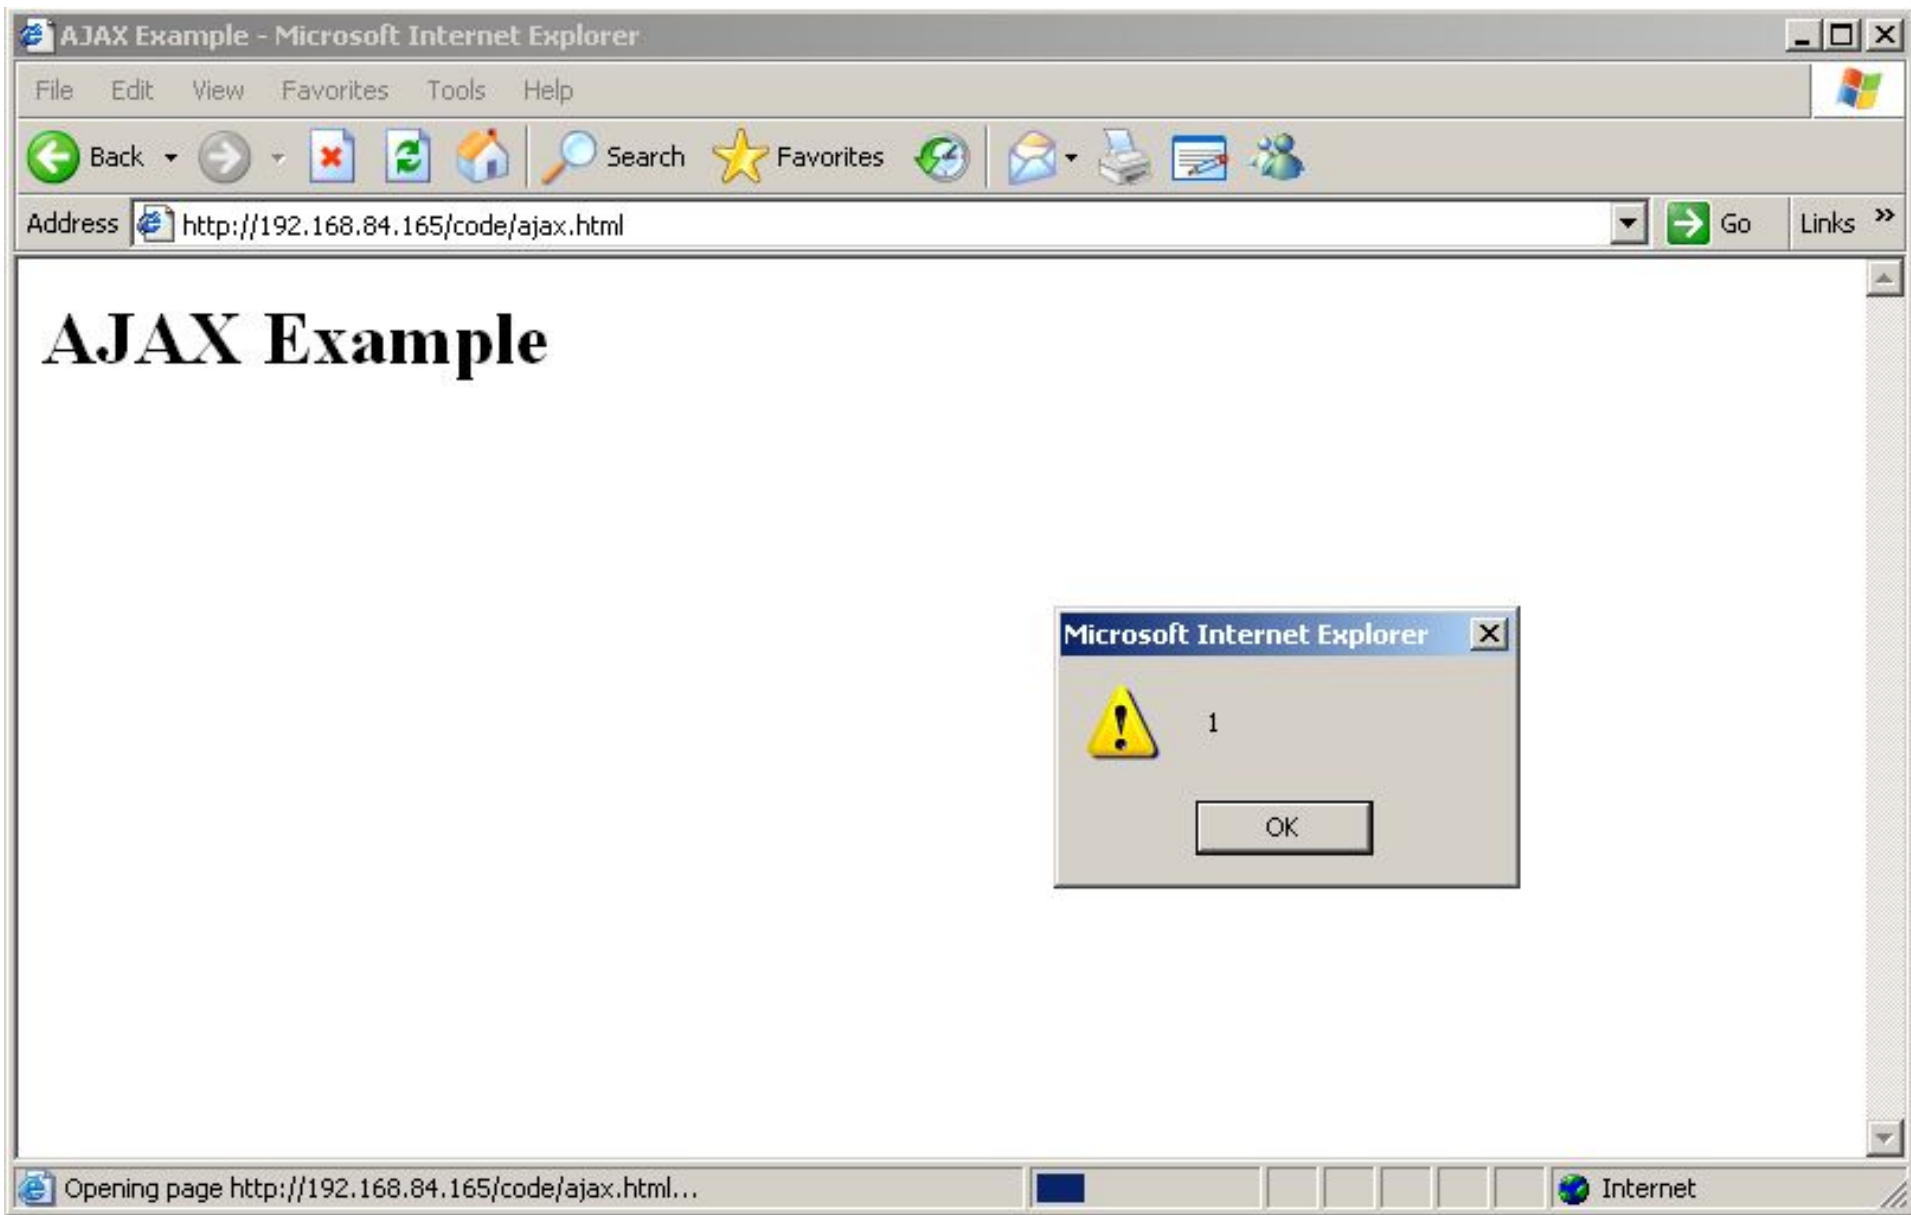 AJAX Example - Microsoft Internet Explorer
File Edit View Favorites Tools Help
Back Search Favorites
Address http://192.168.84.165/code/ajax.html Go Links »
AJAX Example
Microsoft Internet Explorer
1
OK
Opening page http://192.168.84.165/code/ajax.html... Internet